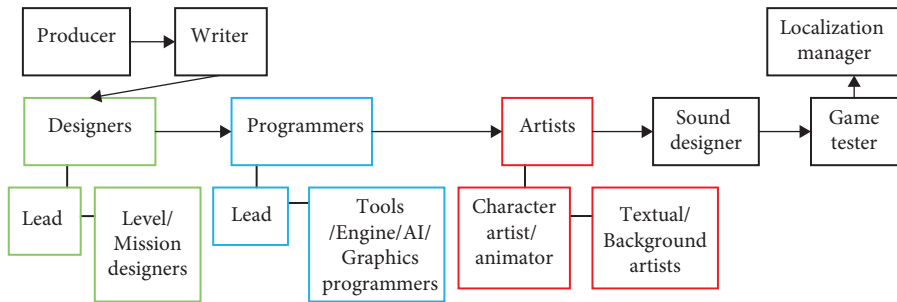 Producer
Writer
Localization
manager
Designers
Programmers
Artists
Sound
designer
Game
tester
Lead
Level/
Mission
designers
Lead
Tools
/Engine/AI/
Graphics
programmers
Character
artist/
animator
Textual/
Background
artists